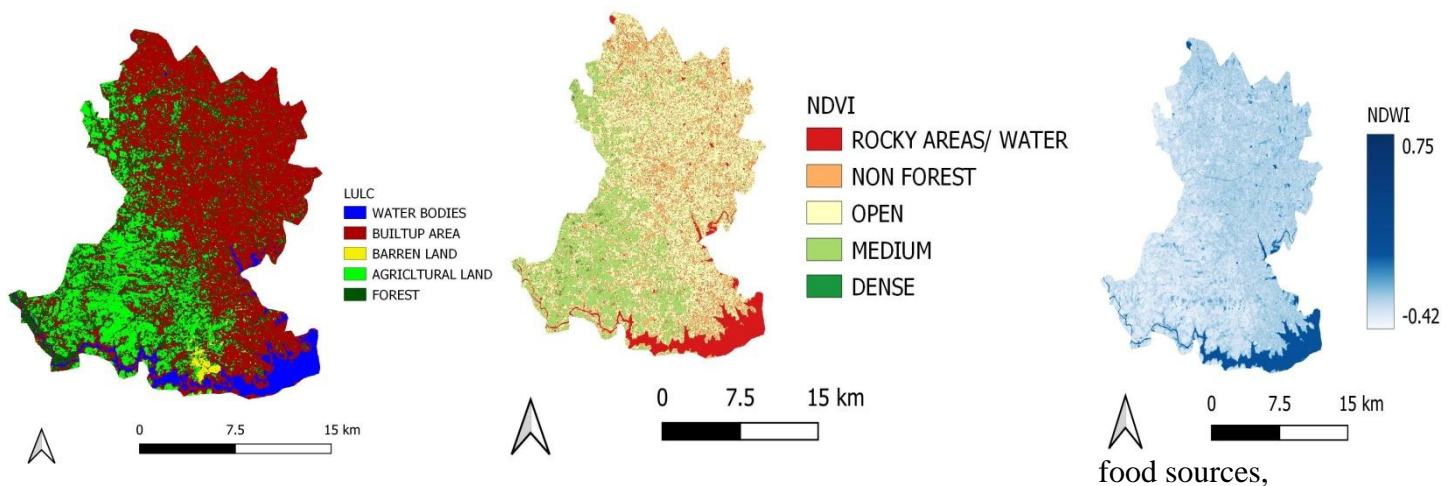 LULC
WATER BODIES
BUILTUP AREA
BARREN LAND
AGRICLTURAL LAND
FOREST
0 7.5 15 km
NDVI
ROCKY AREAS/ WATER
NON FOREST
OPEN
MEDIUM
DENSE
0 7.5 15 km
NDWI
0.75
-0.42
0 7.5 15 km
food sources,